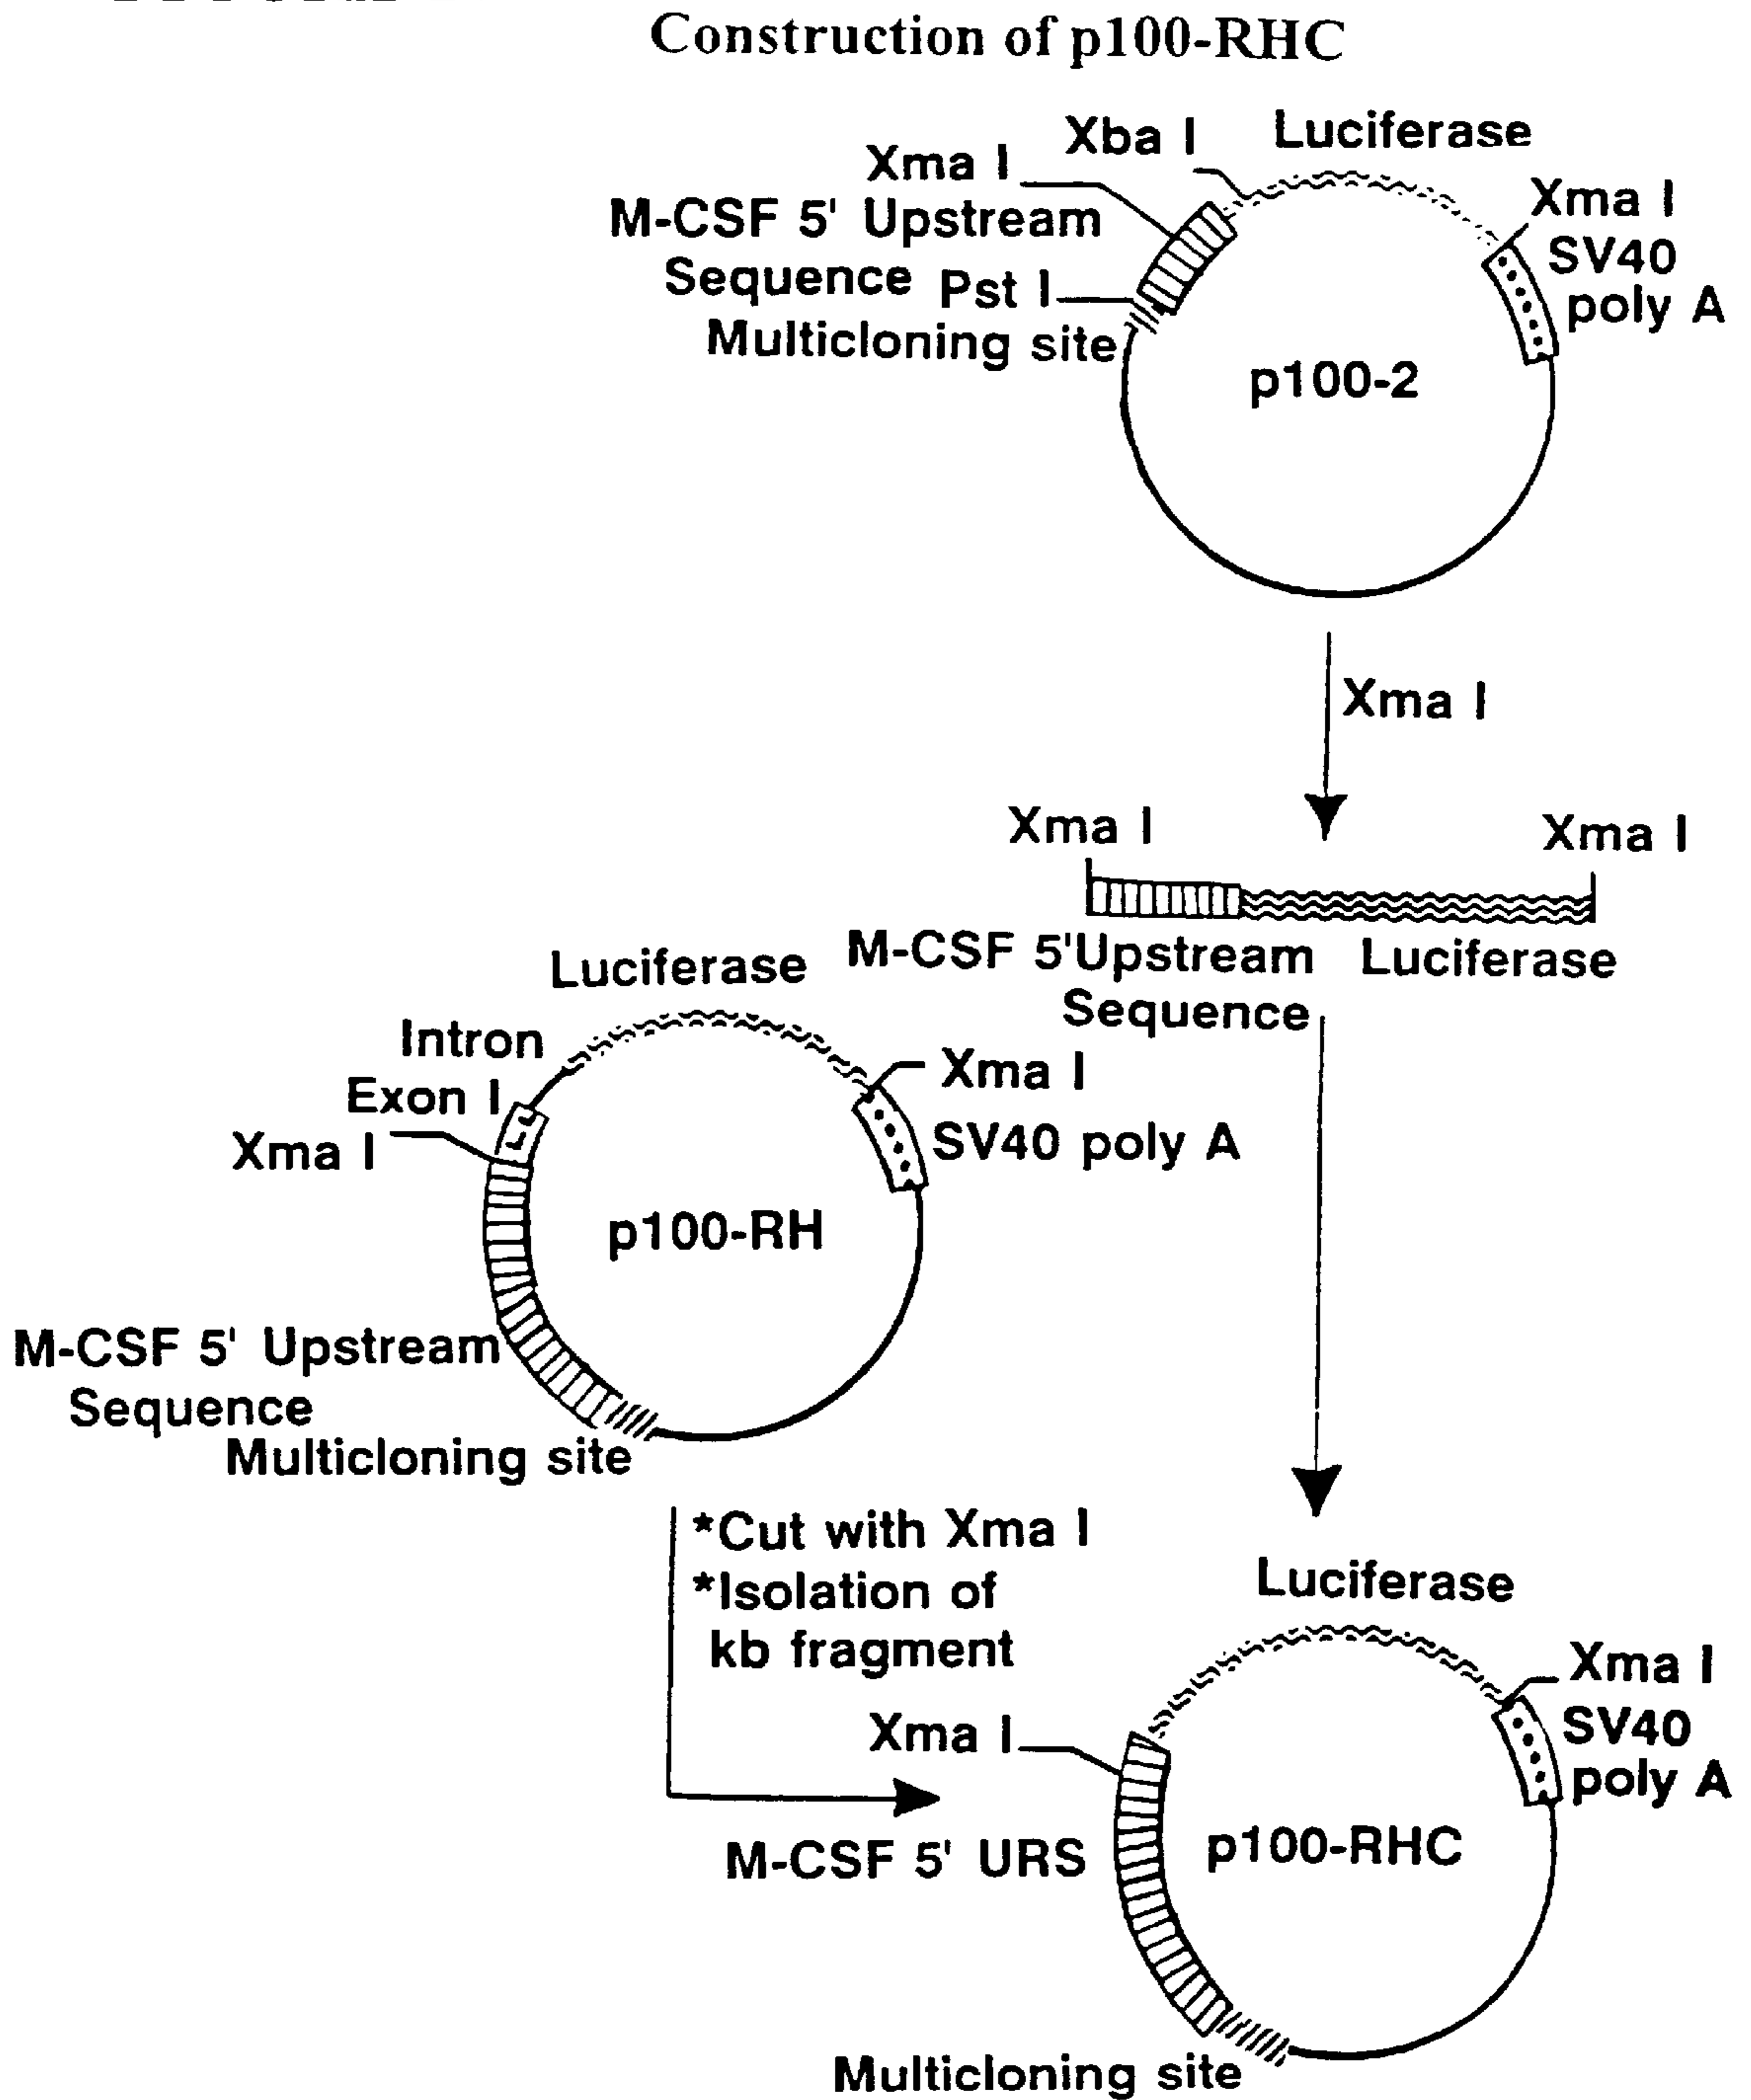 Construction of p100-RHC
Xba I
Luciferase
Xma I
Xma I
M-CSF 5' Upstream
Sequence
SV40
poly A
Pst I
Multicloning site
p100-2
Xma I
Xma I
Xma I
M-CSF 5'Upstream
Sequence
Luciferase
Luciferase
Intron
Exon I
Xma I
Xma I
SV40 poly A
p100-RH
M-CSF 5' Upstream
Sequence
Multicloning site
*Cut with Xma I
*Isolation of
kb fragment
Luciferase
Xma I
Xma I
SV40
poly A
M-CSF 5' URS
p100-RHC
Multicloning site